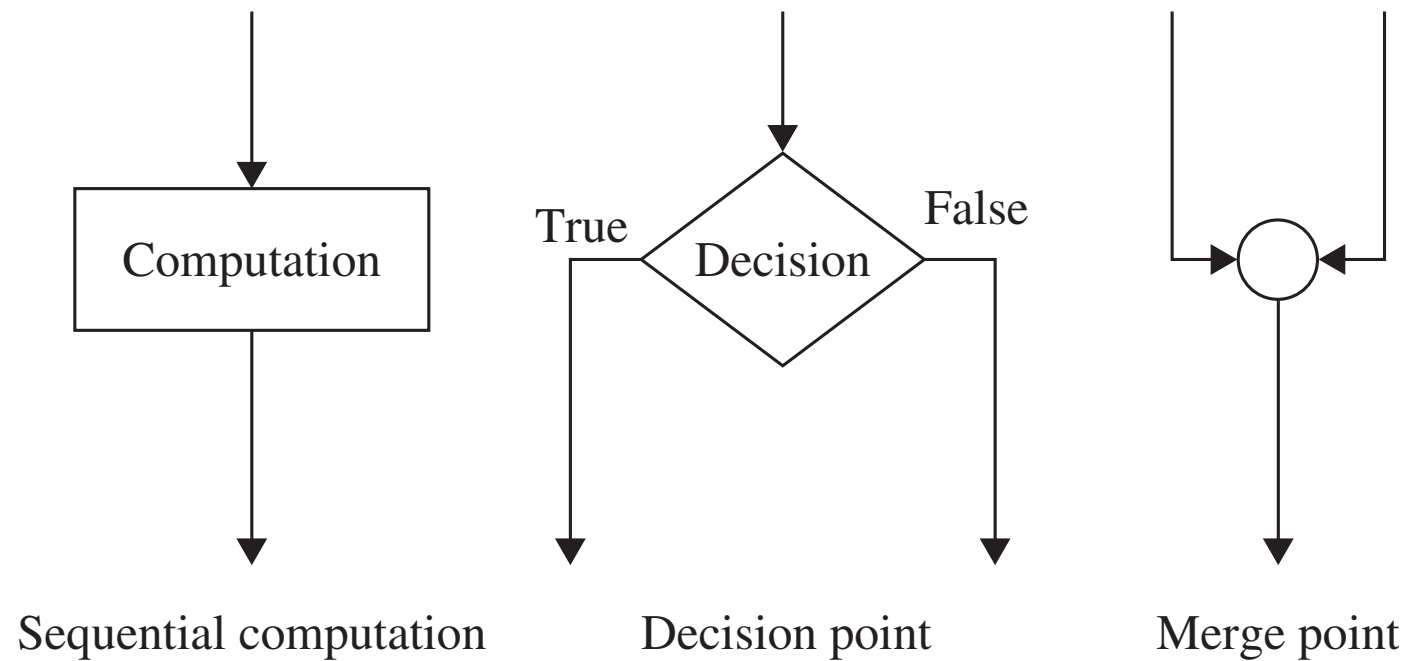 Computation
True
Decision
False
Sequential computation
Decision point
Merge point